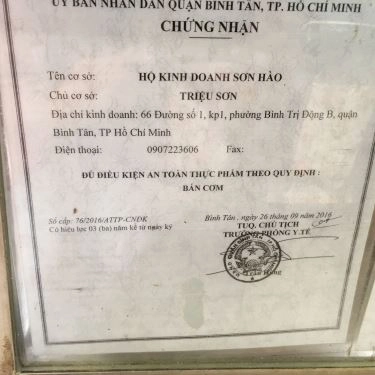 ỦY BAN NHÂN DÂN QUẬN BÌNH TÂN, TP. HỒ CHÍ MINH
CHỨNG NHẬN
Tên cơ sở: HỘ KINH DOANH SƠN HẢO
Chủ cơ sở: TRIỆU SƠN
Địa chỉ kinh doanh: 66 Đường số 1, kp1, phường Bình Trị Động B, quận
Bình Tân, TP Hồ Chí Minh
Điện thoại: 0907223606 Fax:
ĐỦ ĐIỀU KIỆN AN TOÀN THỰC PHẨM THEO QUY ĐỊNH :
BÁN CƠM
Số cấp: 76/2016/ATTP-CNĐK
Có hiệu lực 03 (ba) năm kể từ ngày ký
Bình Tân, ngày 26 tháng 09 năm 2016
TUQ. CHỦ TỊCH
TRƯỞNG PHÒNG Y TẾ